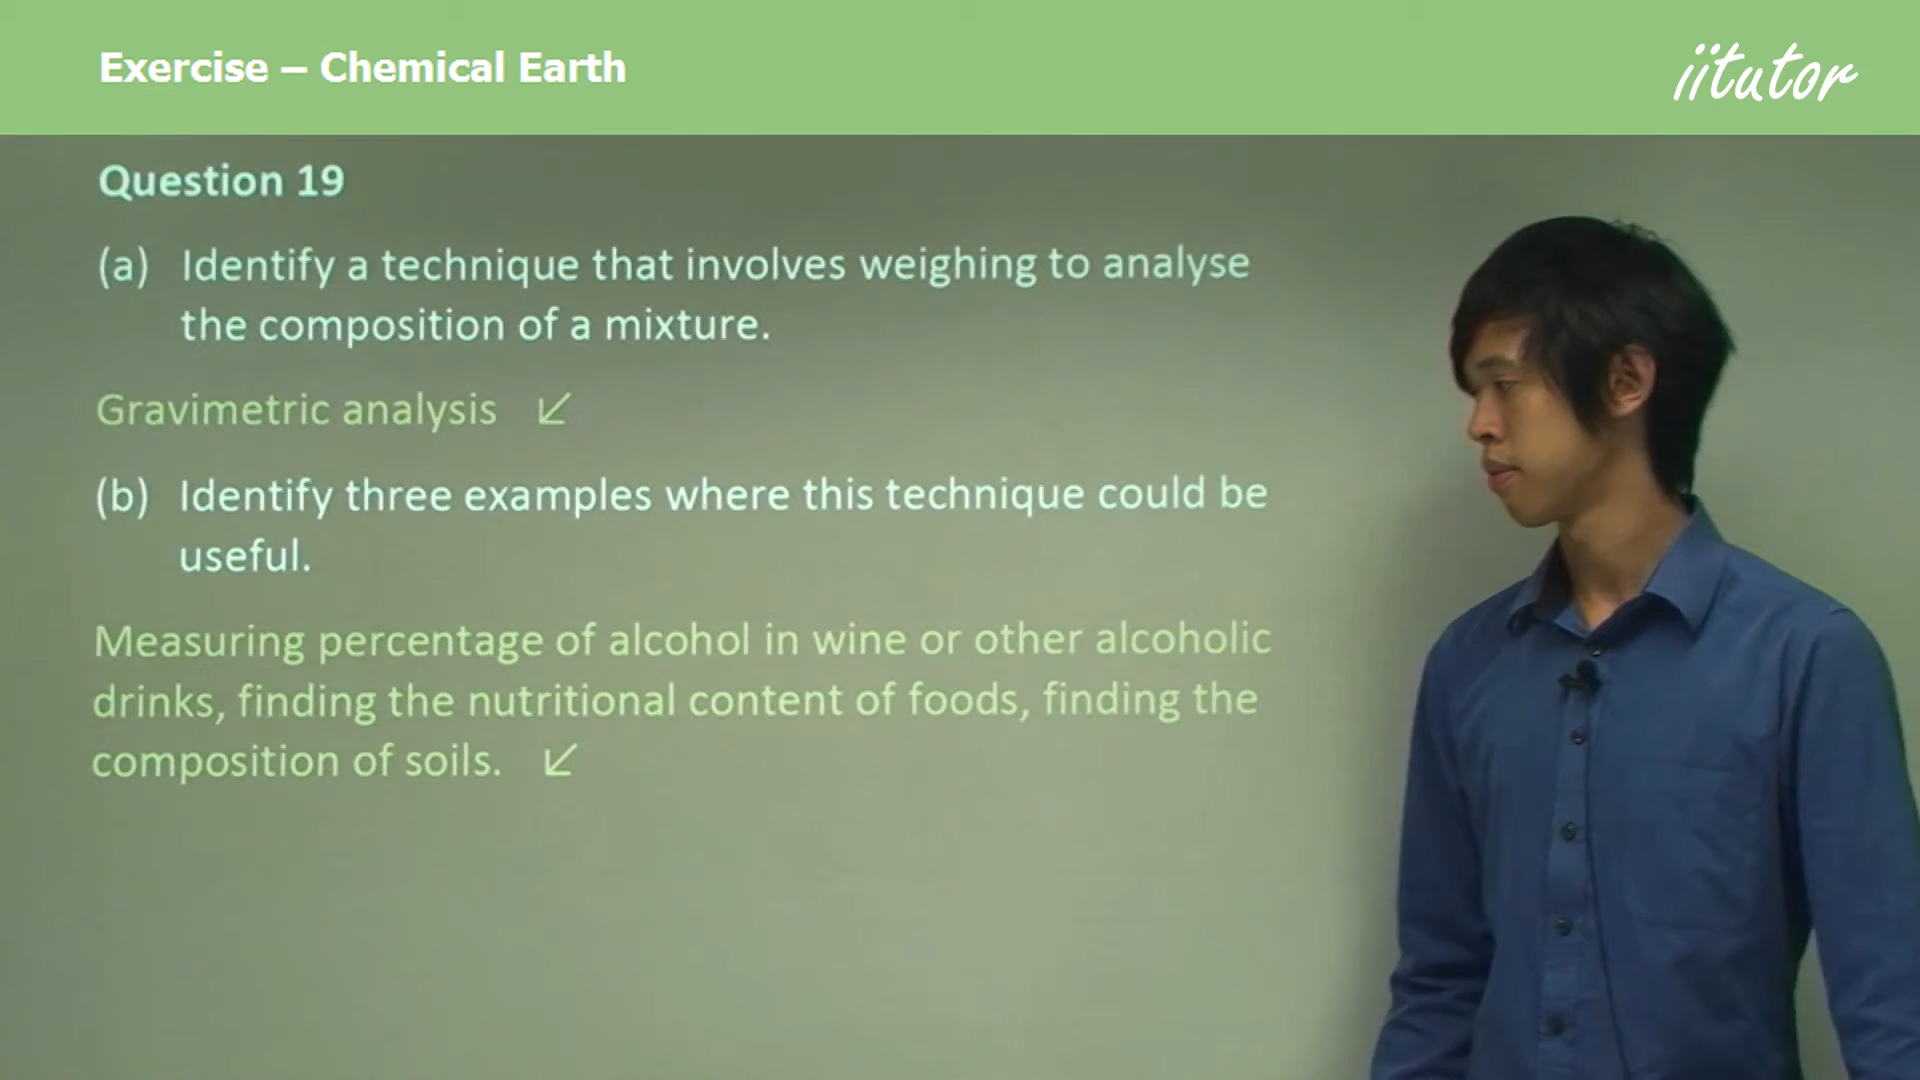 Exercise – Chemical Earth
iitutor
Question 19
(a) Identify a technique that involves weighing to analyse
the composition of a mixture.
Gravimetric analysis
(b) Identify three examples where this technique could be
useful.
Measuring percentage of alcohol in wine or other alcoholic
drinks, finding the nutritional content of foods, finding the
composition of soils.